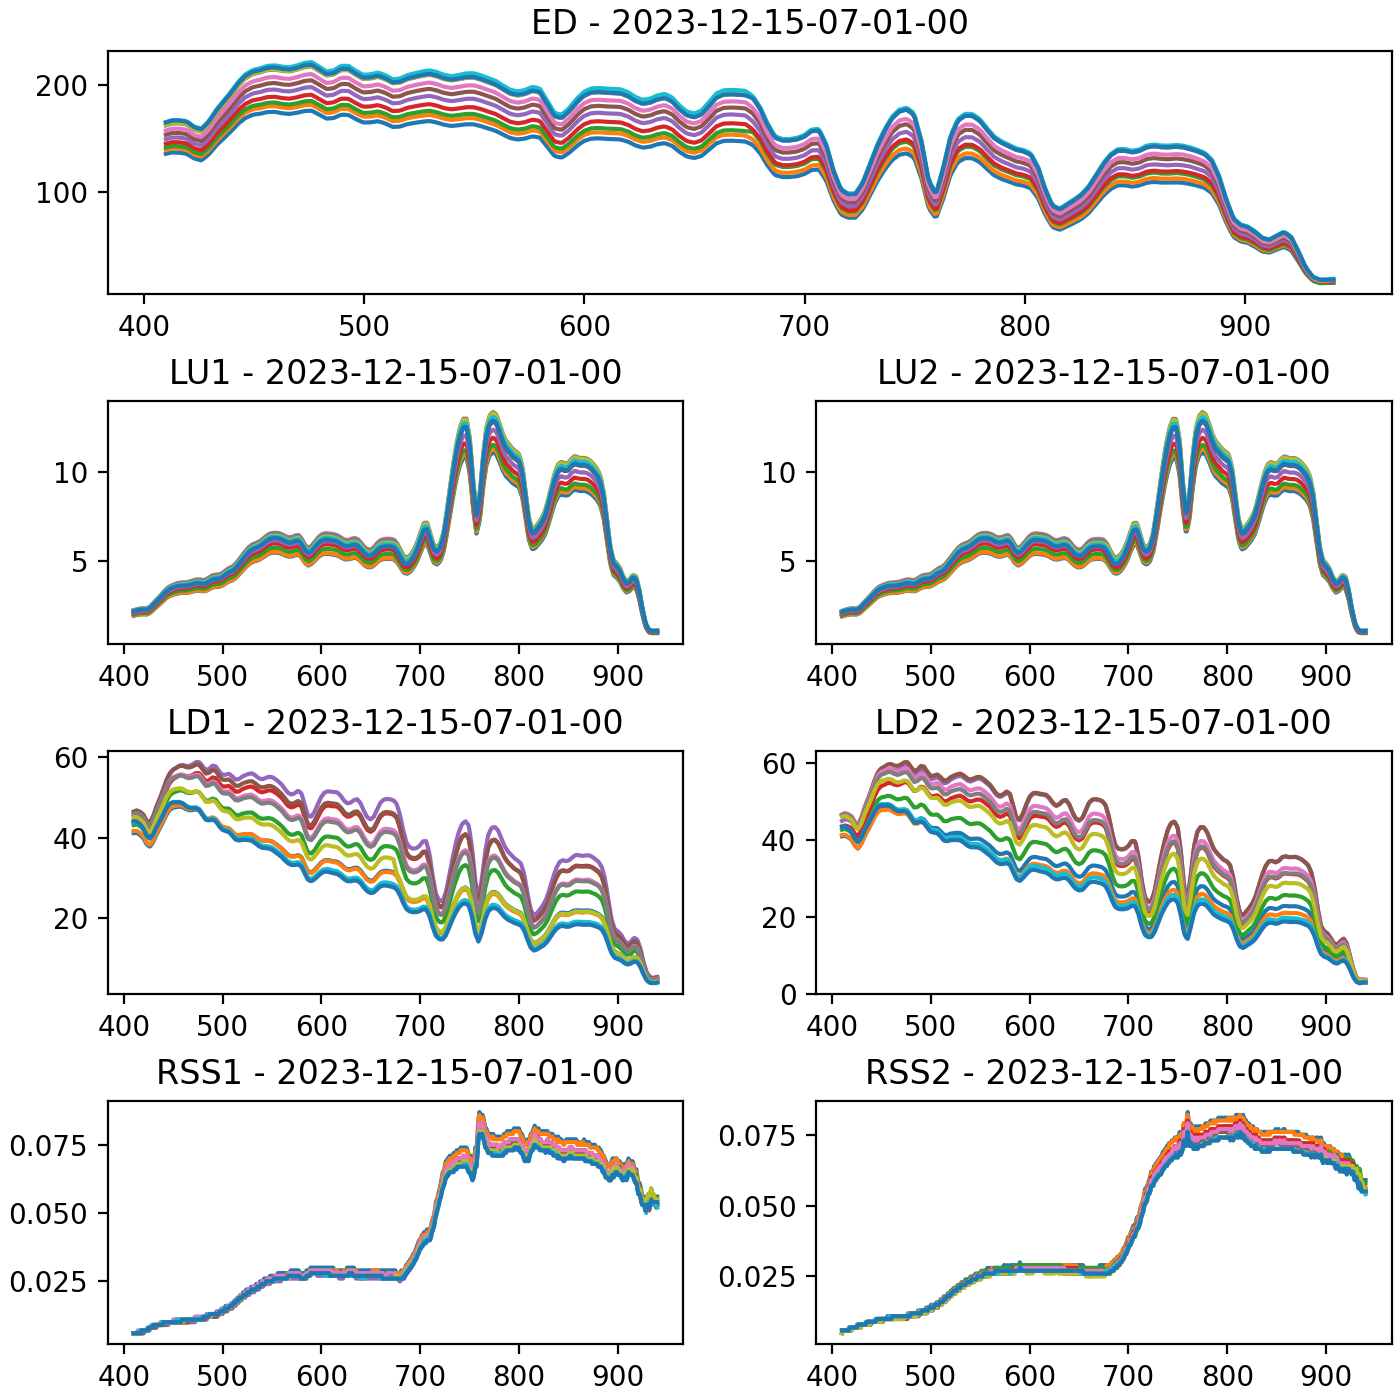 ED - 2023-12-15-07-01-00
200
100
400 500 600 700 800 900
LU1 - 2023-12-15-07-01-00
LU2 - 2023-12-15-07-01-00
10
5
400 500 600 700 800 900
10
5
400 500 600 700 800 900
LD1 - 2023-12-15-07-01-00
LD2 - 2023-12-15-07-01-00
60
40
20
400 500 600 700 800 900
60
40
20
0
400 500 600 700 800 900
RSS1 - 2023-12-15-07-01-00
RSS2 - 2023-12-15-07-01-00
0.075
0.050
0.025
400 500 600 700 800 900
0.075
0.050
0.025
400 500 600 700 800 900